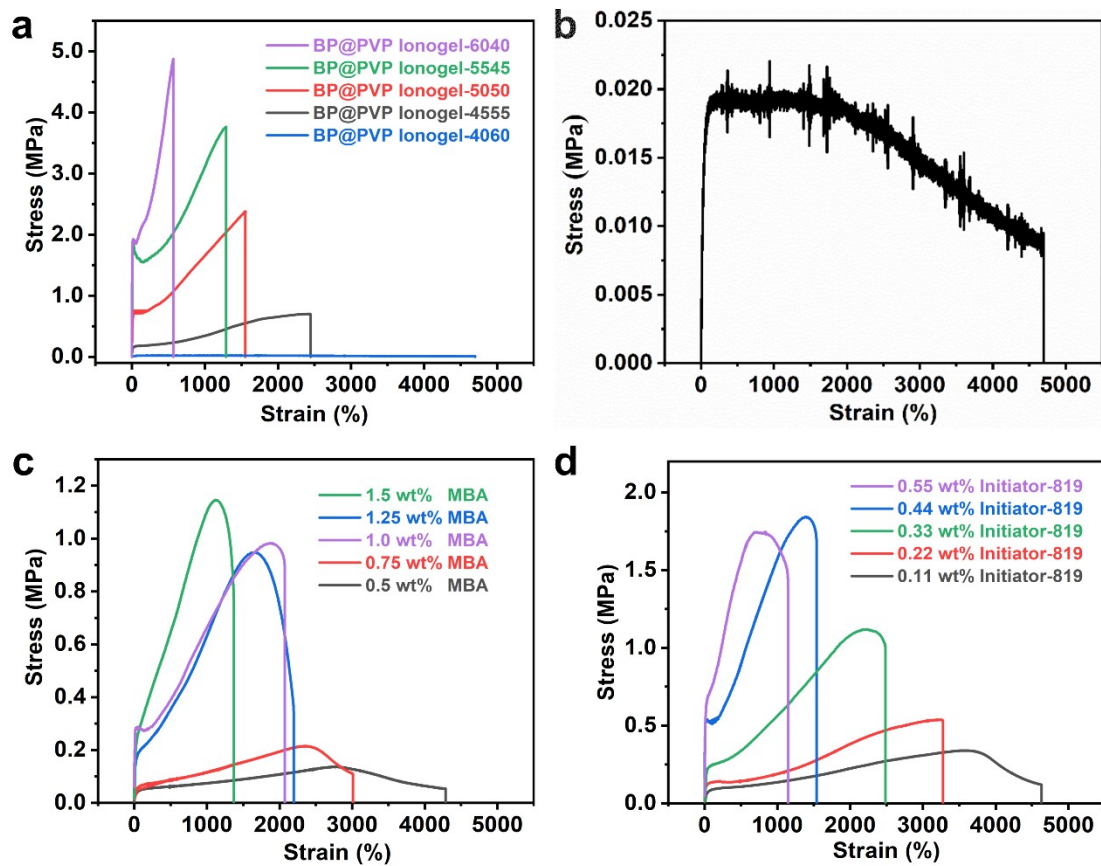 a
BP@PVP Ionogel-6040
BP@PVP Ionogel-5545
BP@PVP Ionogel-5050
BP@PVP Ionogel-4555
BP@PVP Ionogel-4060
Stress (MPa)
5.0
4.0
3.0
2.0
1.0
0.0
0 1000 2000 3000 4000 5000
Strain (%)
b
Stress (MPa)
0.025
0.020
0.015
0.010
0.005
0.000
0 1000 2000 3000 4000 5000
Strain (%)
c
1.5 wt% MBA
1.25 wt% MBA
1.0 wt% MBA
0.75 wt% MBA
0.5 wt% MBA
Stress (MPa)
1.2
1.0
0.8
0.6
0.4
0.2
0.0
0 1000 2000 3000 4000 5000
Strain (%)
d
0.55 wt% Initiator-819
0.44 wt% Initiator-819
0.33 wt% Initiator-819
0.22 wt% Initiator-819
0.11 wt% Initiator-819
Stress (MPa)
2.0
1.5
1.0
0.5
0.0
0 1000 2000 3000 4000 5000
Strain (%)